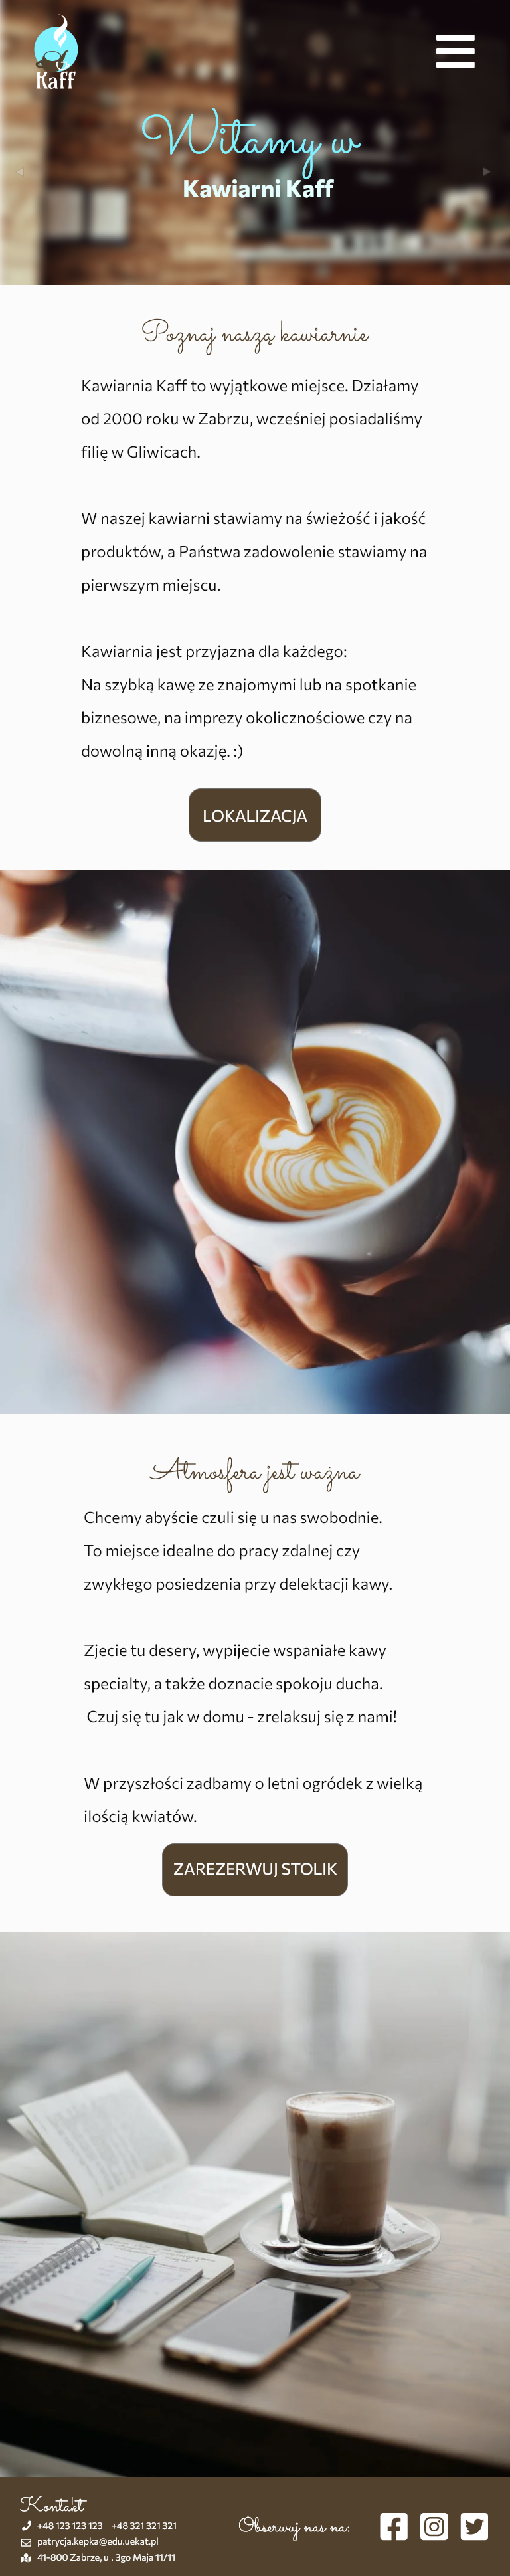 Kaff
Witamy w
Kawiarni Kaff
Poznaj naszą kawiarnie
Kawiarnia Kaff to wyjątkowe miejsce. Działamy
od 2000 roku w Zabrzu, wcześniej posiadaliśmy
filię w Gliwicach.
W naszej kawiarni stawiamy na świeżość i jakość
produktów, a Państwa zadowolenie stawiamy na
pierwszym miejscu.
Kawiarnia jest przyjazna dla każdego:
Na szybką kawę ze znajomymi lub na spotkanie
biznesowe, na imprezy okolicznościowe czy na
dowolną inną okazję. :)
LOKALIZACJA
Atmosfera jest ważna
Chcemy abyście czuli się u nas swobodnie.
To miejsce idealne do pracy zdalnej czy
zwykłego posiedzenia przy delektacji kawy.
Zjecie tu desery, wypijecie wspaniałe kawy
specialty, a także doznacie spokoju ducha.
Czuj się tu jak w domu - zrelaksuj się z nami!
W przyszłości zadbamy o letni ogródek z wielką
ilością kwiatów.
ZAREZERWUJ STOLIK
Kontakt
+48 123 123 123 +48 321 321 321
patrycja.kepka@edu.uekat.pl
41-800 Zabrze, ul. 3go Maja 11/11
Obserwuj nas na: